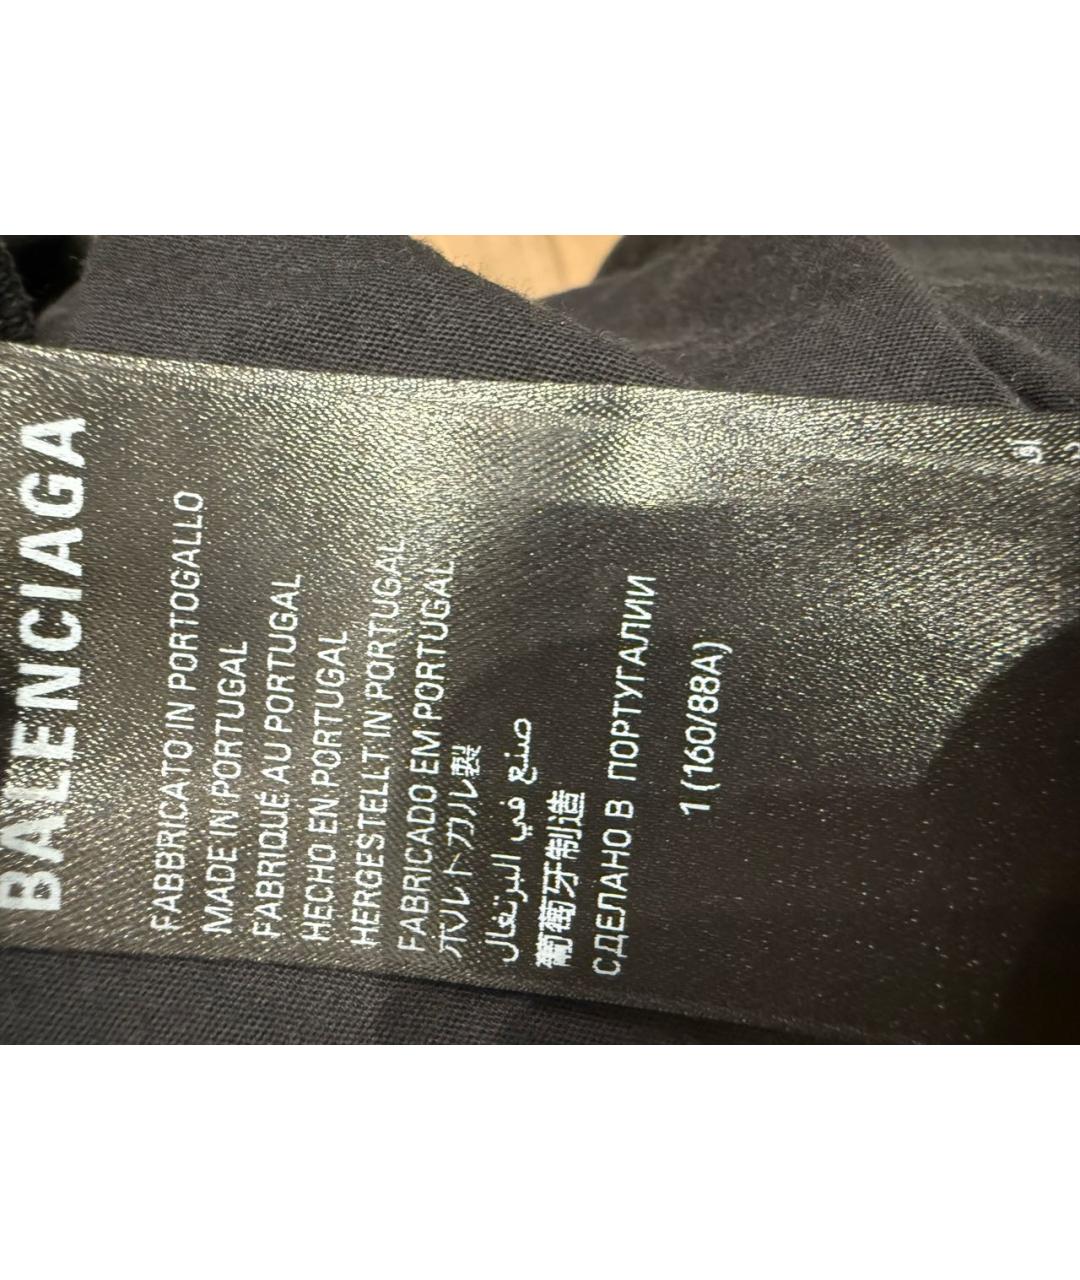 BALENCIAGA
FABBRICATO IN PORTOGALLO
MADE IN PORTUGAL
FABRIQUÉ AU PORTUGAL
HECHO EN PORTUGAL
HERGESTELLT IN PORTUGAL
FABRICADO EM PORTUGAL
ポルトガル製
صنع في البرتغال
葡萄牙制造
СДЕЛАНО В ПОРТУГАЛИИ
1 (160/88A)